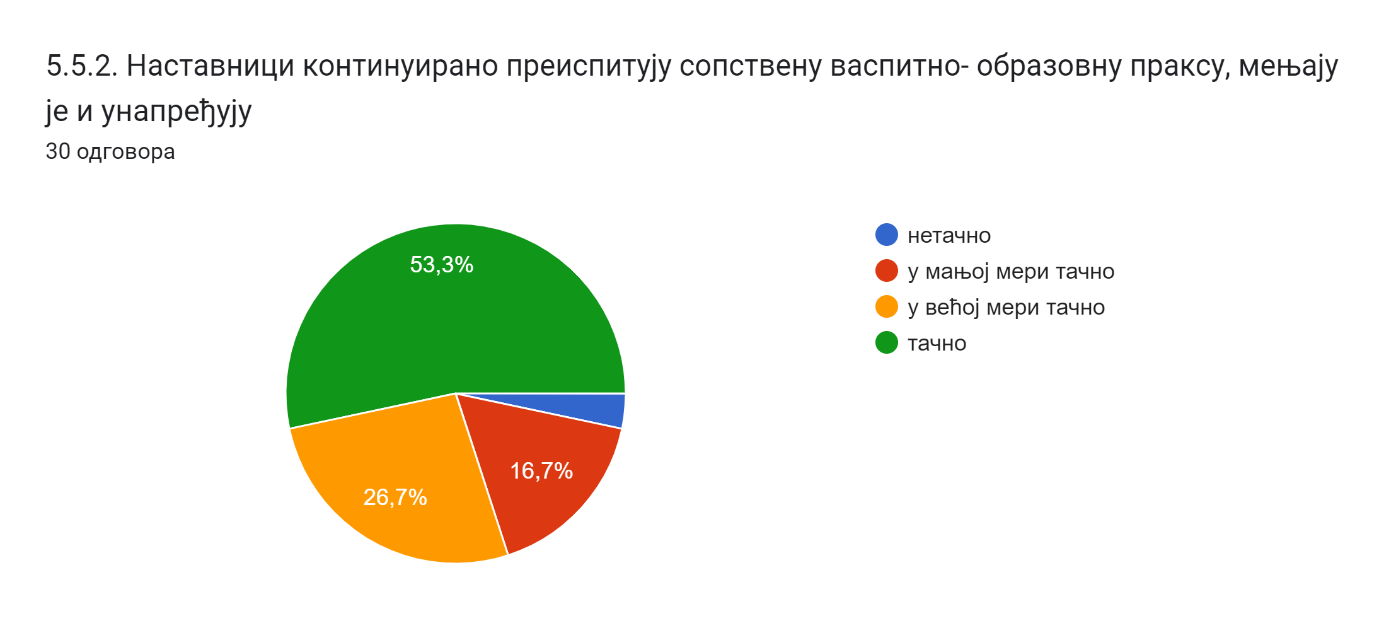 5.5.2. Наставници континуирано преиспитују сопствену васпитно- образовну праксу, мењају
је и унапређују
30 одговора
53,3%
26,7%
16,7%
нетачно
у мањој мери тачно
у већој мери тачно
тачно